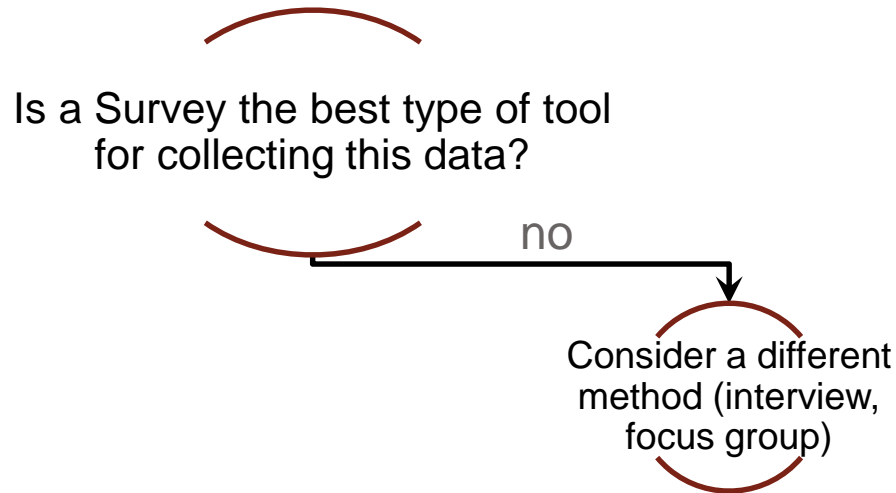 Is a Survey the best type of tool
for collecting this data?
no
Consider a different
method (interview,
focus group)